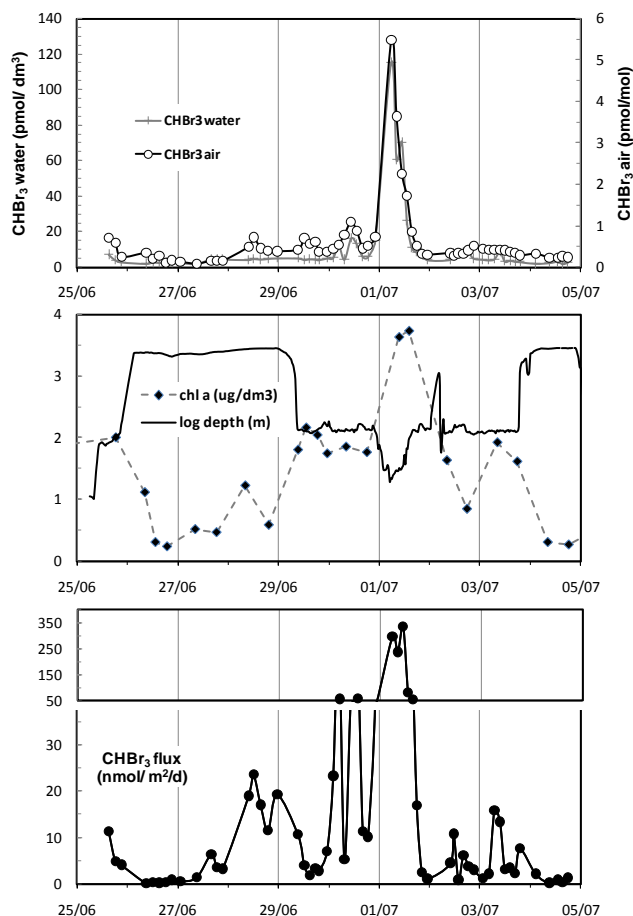 CHBr3 water (pmol/ dm3)
140
120
100
80
60
40
20
0
CHBr3 water
CHBr3 air
6
5
4
3
2
1
0
CHBr3 air (pmol/mol)
25/06 27/06 29/06 01/07 03/07 05/07
4
3
2
1
0
chl a (ug/dm3)
log depth (m)
25/06 27/06 29/06 01/07 03/07 05/07
350
250
150
50
30
20
10
0
CHBr3 flux
(nmol/ m2/d)
25/06 27/06 29/06 01/07 03/07 05/07